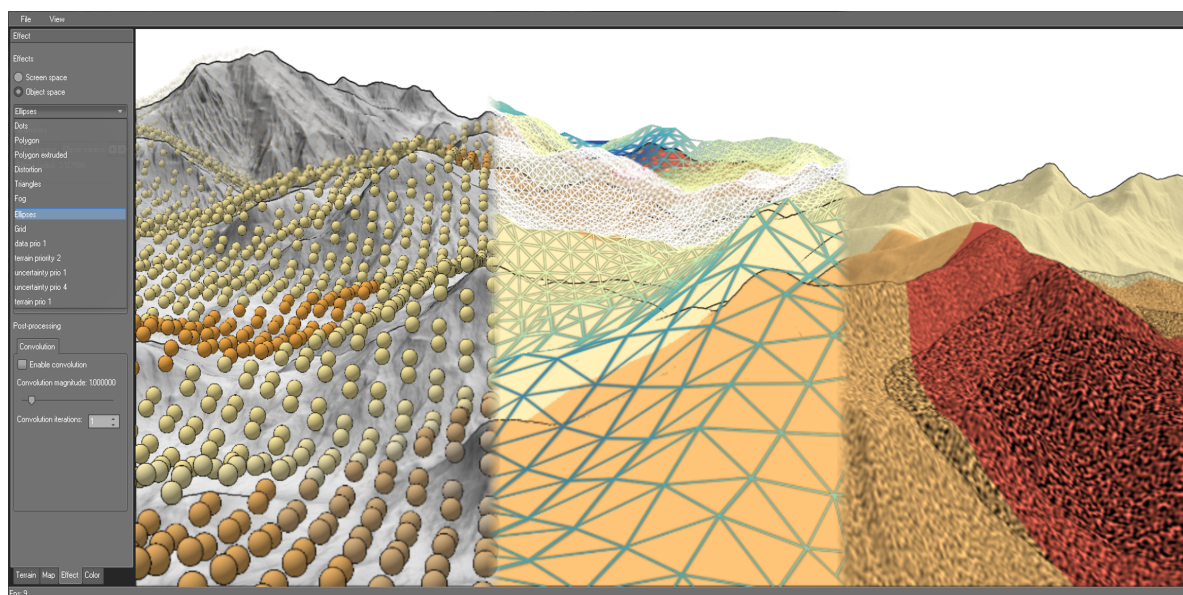 File View
Effect
Effects
Screen space
Object space
Ellipses
Dots
Polygon
Polygon extruded
Distortion
Triangles
Fog
Ellipses
Grid
data prio 1
terrain priority 2
uncertainty prio 1
uncertainty prio 4
terrain prio 1
Post-processing
Convolution
Enable convolution
Convolution magnitude: 1.000000
Convolution iterations: 1
Terrain Map Effect Color
Fps: 9